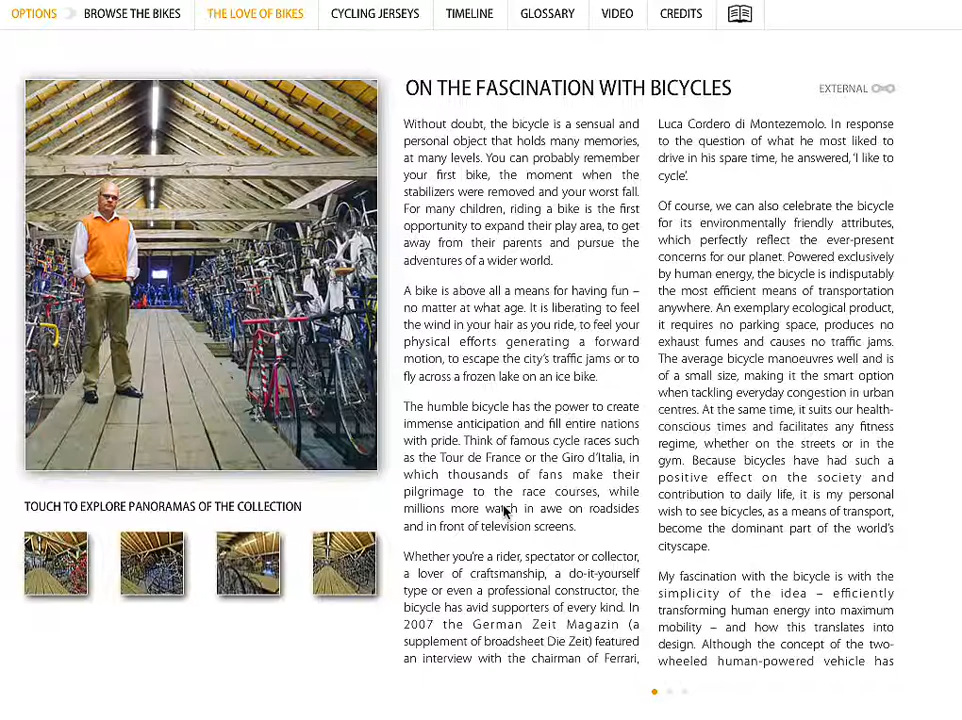 OPTIONS BROWSE THE BIKES THE LOVE OF BIKES CYCLING JERSEYS TIMELINE GLOSSARY VIDEO CREDITS
ON THE FASCINATION WITH BICYCLES
EXTERNAL
Without doubt, the bicycle is a sensual and
personal object that holds many memories,
at many levels. You can probably remember
your first bike, the moment when the
stabilizers were removed and your worst fall.
For many children, riding a bike is the first
opportunity to expand their play area, to get
away from their parents and pursue the
adventures of a wider world.
A bike is above all a means for having fun –
no matter at what age. It is liberating to feel
the wind in your hair as you ride, to feel your
physical efforts generating a forward
motion, to escape the city's traffic jams or to
fly across a frozen lake on an ice bike.
The humble bicycle has the power to create
immense anticipation and fill entire nations
with pride. Think of famous cycle races such
as the Tour de France or the Giro d'Italia, in
which thousands of fans make their
pilgrimage to the race courses, while
millions more watch in awe on roadsides
and in front of television screens.
Whether you're a rider, spectator or collector,
a lover of craftsmanship, a do-it-yourself
type or even a professional constructor, the
bicycle has avid supporters of every kind. In
2007 the German Zeit Magazin (a
supplement of broadsheet Die Zeit) featured
an interview with the chairman of Ferrari,
Luca Cordero di Montezemolo. In response
to the question of what he most liked to
drive in his spare time, he answered, 'I like to
cycle'.
Of course, we can also celebrate the bicycle
for its environmentally friendly attributes,
which perfectly reflect the ever-present
concerns for our planet. Powered exclusively
by human energy, the bicycle is indisputably
the most efficient means of transportation
anywhere. An exemplary ecological product,
it requires no parking space, produces no
exhaust fumes and causes no traffic jams.
The average bicycle manoeuvres well and is
of a small size, making it the smart option
when tackling everyday congestion in urban
centres. At the same time, it suits our health-
conscious times and facilitates any fitness
regime, whether on the streets or in the
gym. Because bicycles have had such a
positive effect on the society and
contribution to daily life, it is my personal
wish to see bicycles, as a means of transport,
become the dominant part of the world's
cityscape.
My fascination with the bicycle is with the
simplicity of the idea – efficiently
transforming human energy into maximum
mobility – and how this translates into
design. Although the concept of the two-
wheeled human-powered vehicle has
TOUCH TO EXPLORE PANORAMAS OF THE COLLECTION